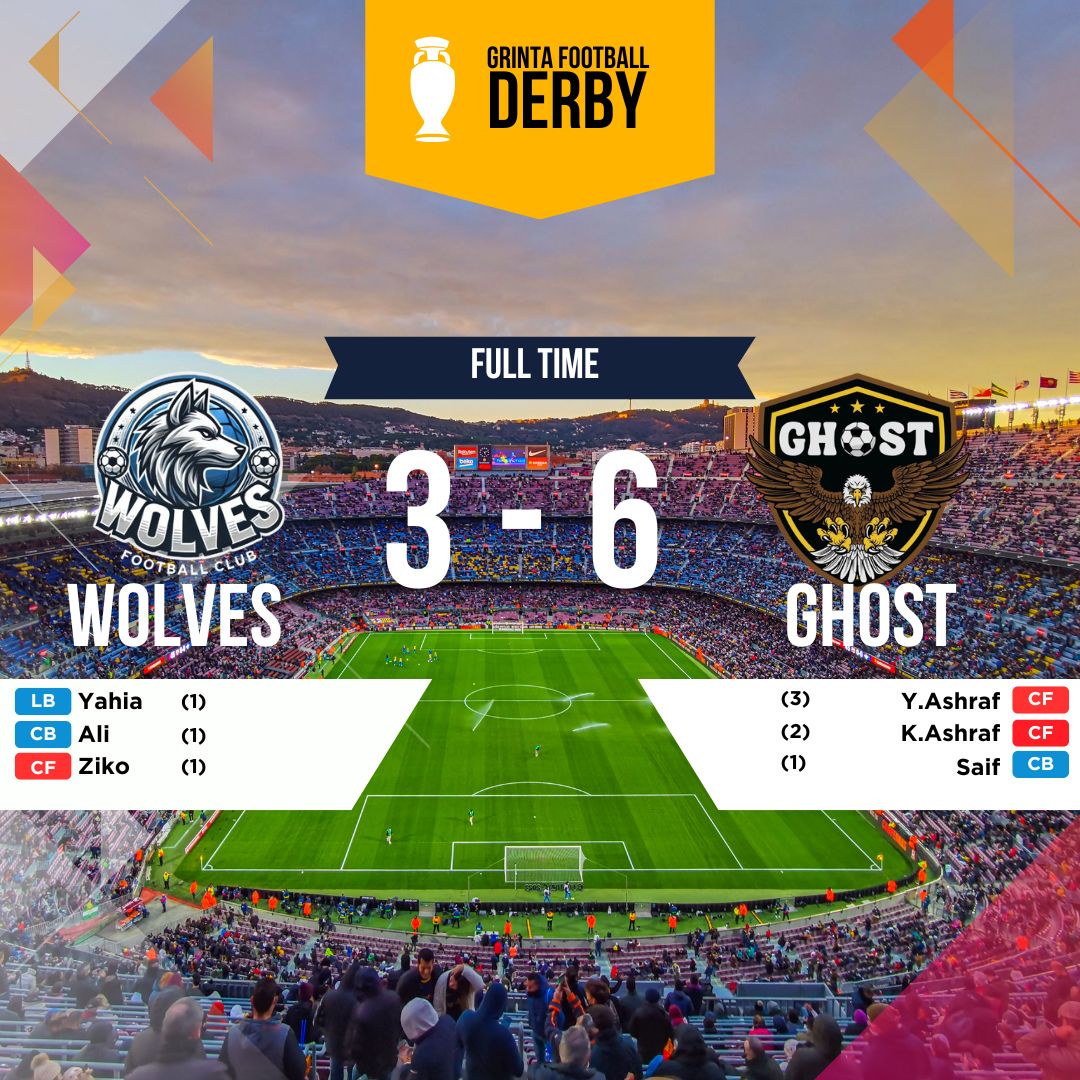 GRINTA FOOTBALL
DERBY
FULL TIME
WOLVES
FOOTBALL CLUB
GHOST
3 - 6
WOLVES
GHOST
LB Yahia (1)
CB Ali (1)
CF Ziko (1)
(3) Y.Ashraf CF
(2) K.Ashraf CF
(1) Saif CB